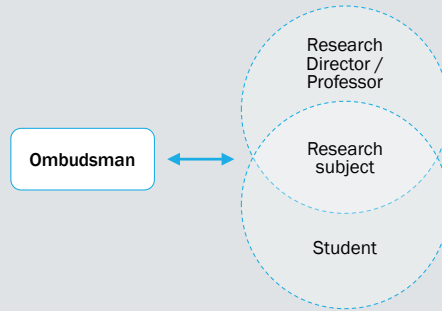 Research
Director /
Professor
Ombudsman
Research
subject
Student